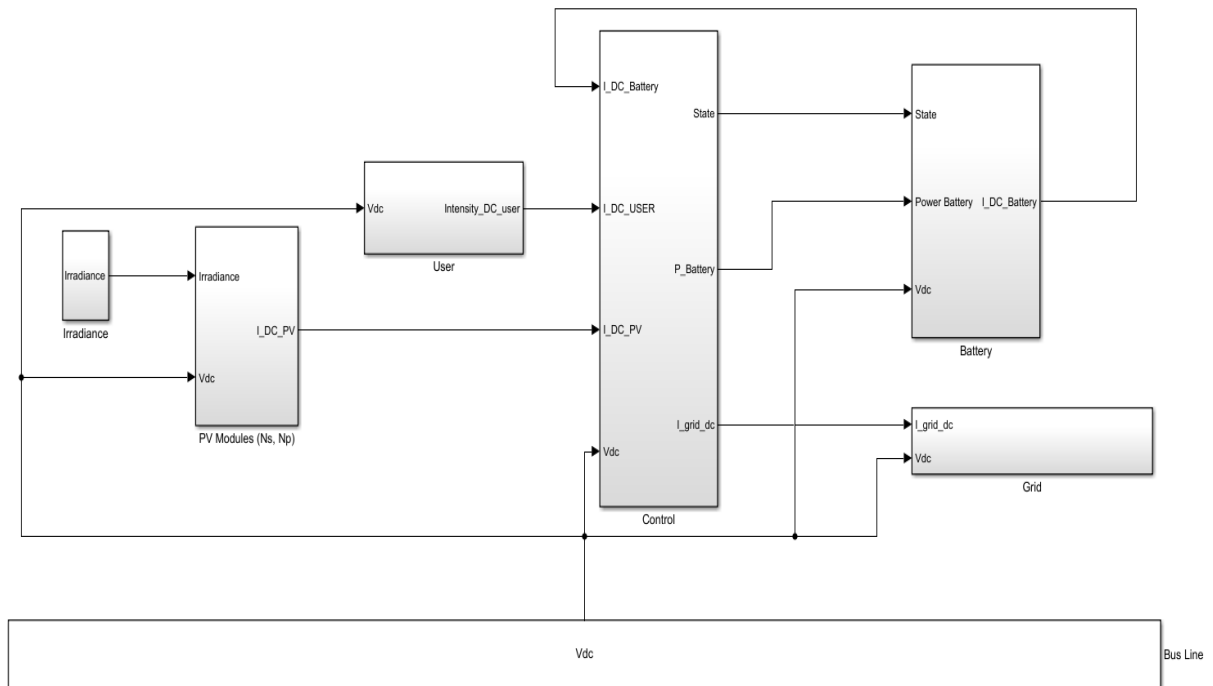 I_DC_Battery
State
State
Vdc
Intensity_DC_user
I_DC_USER
Power Battery
I_DC_Battery
User
Irradiance
Irradiance
Irradiance
P_Battery
Vdc
I_DC_PV
I_DC_PV
Battery
Vdc
PV Modules (Ns, Np)
I_grid_dc
I_grid_dc
Vdc
Vdc
Grid
Control
Vdc
Bus Line